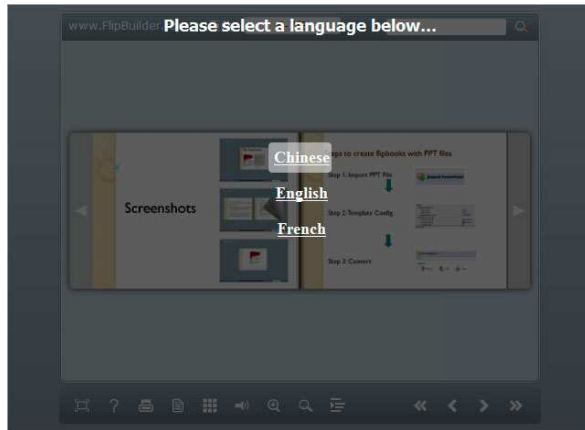 www.FlipBuilder.
Please select a language below...
Chinese
English
French
Screenshots
Steps to create flipbooks with PPT files
Step 1: Import PPT File
Step 2: Template Config
Step 3: Convert